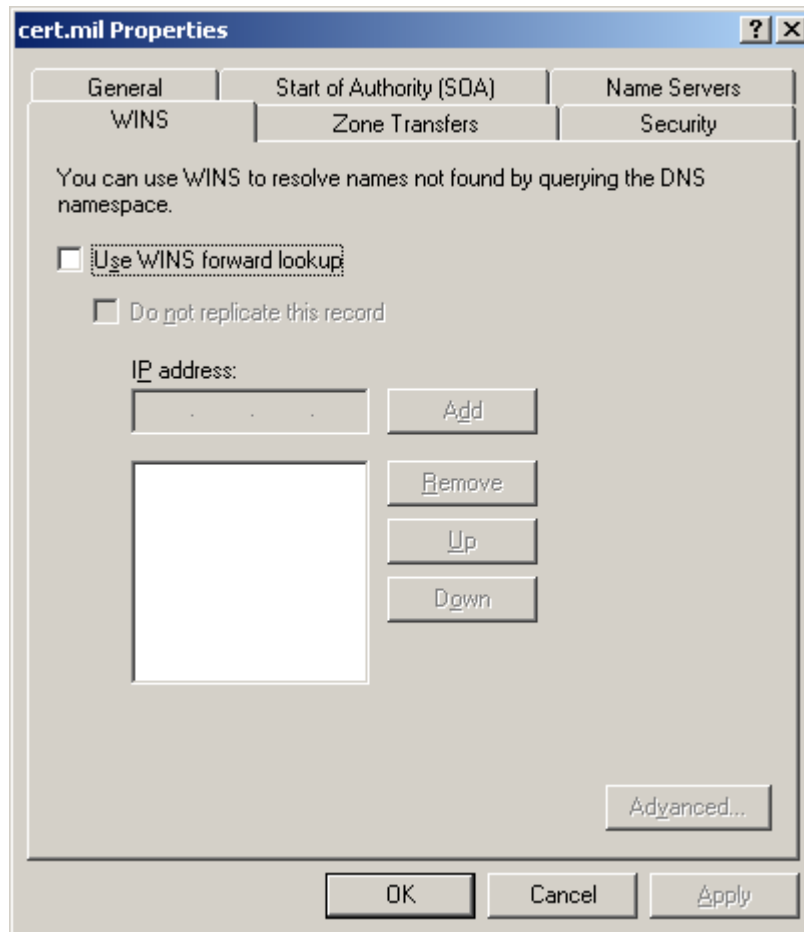 cert.mil Properties
General
Start of Authority (SOA)
Name Servers
WINS
Zone Transfers
Security
You can use WINS to resolve names not found by querying the DNS
namespace.
Use WINS forward lookup
Do not replicate this record
IP address:
. . .
Add
Remove
Up
Down
Advanced...
OK
Cancel
Apply